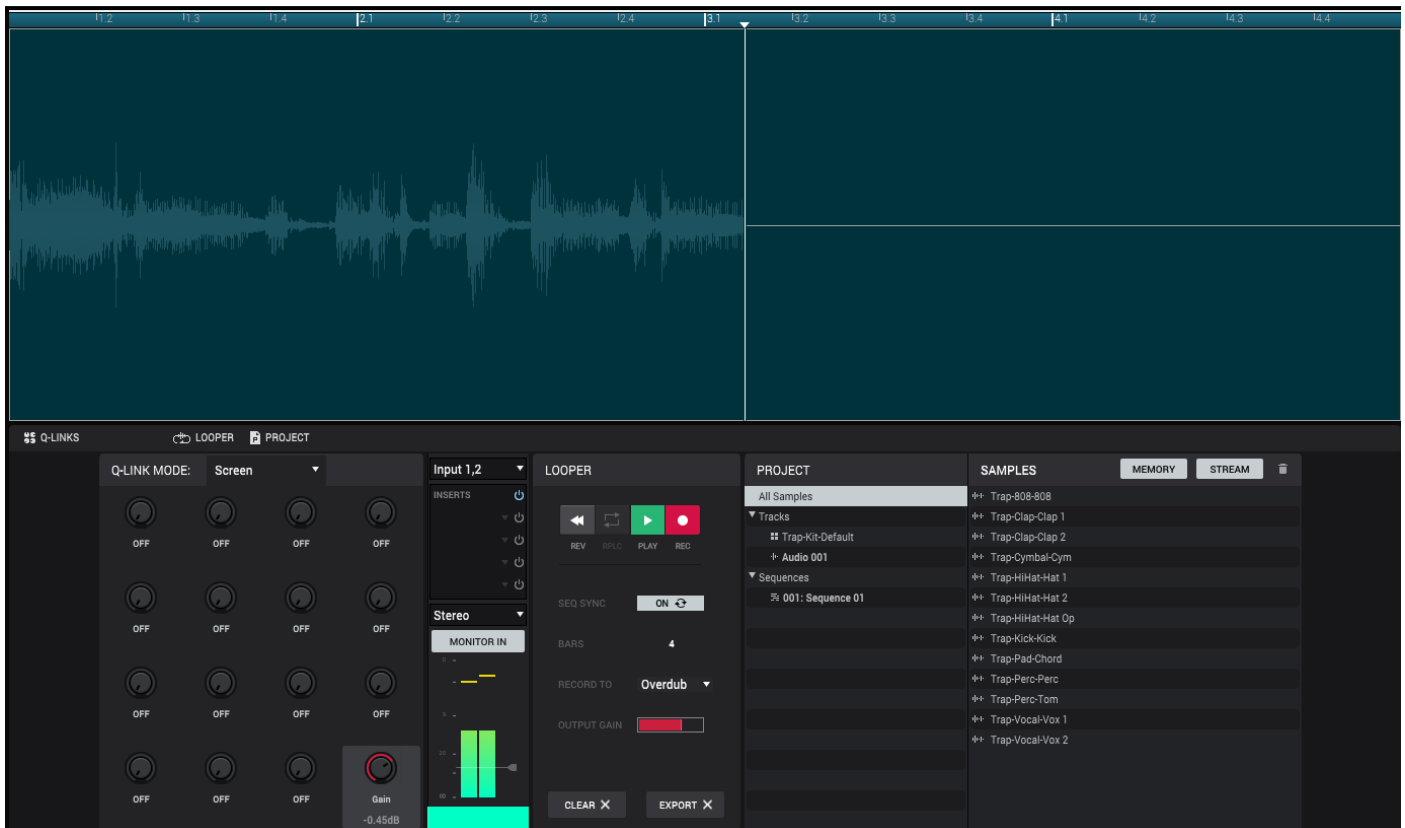 1.2 1.3 1.4 2.1 2.2 2.3 2.4 3.1 3.2 3.3 3.4 4.1 4.2 4.3 4.4
Q-LINKS LOOPER PROJECT
Q-LINK MODE: Screen
OFF OFF OFF OFF
OFF OFF OFF OFF
OFF OFF OFF OFF
OFF OFF OFF Gain
-0.45dB
Input 1,2
INSERTS
Stereo
MONITOR IN
LOOPER
REV RPLC PLAY REC
SEQ SYNC ON
BARS 4
RECORD TO Overdub
OUTPUT GAIN
CLEAR EXPORT
PROJECT
All Samples
Tracks
Trap-Kit-Default
Audio 001
Sequences
001: Sequence 01
SAMPLES MEMORY STREAM
Trap-808-808
Trap-Clap-Clap 1
Trap-Clap-Clap 2
Trap-Cymbal-Cym
Trap-HiHat-Hat 1
Trap-HiHat-Hat 2
Trap-HiHat-Hat Op
Trap-Kick-Kick
Trap-Pad-Chord
Trap-Perc-Perc
Trap-Perc-Tom
Trap-Vocal-Vox 1
Trap-Vocal-Vox 2